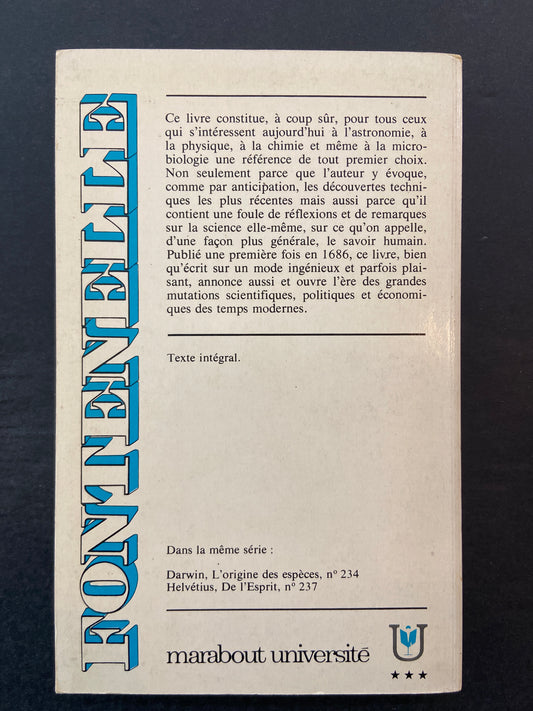 FONTENELLE
Ce livre constitue, à coup sûr, pour tous ceux
qui s'intéressent aujourd'hui à l'astronomie, à
la physique, à la chimie et même à la micro-
biologie une référence de tout premier choix.
Non seulement parce que l'auteur y évoque,
comme par anticipation, les découvertes techni-
ques les plus récentes mais aussi parce qu'il
contient une foule de réflexions et de remarques
sur la science elle-même, sur ce qu'on appelle,
d'une façon plus générale, le savoir humain.
Publié une première fois en 1686, ce livre, bien
qu'écrit sur un mode ingénieux et parfois plai-
sant, annonce aussi et ouvre l'ère des grandes
mutations scientifiques, politiques et économi-
ques des temps modernes.
Texte intégral.
Dans la même série :
Darwin, L'origine des espèces, n° 234
Helvétius, De l'Esprit, n° 237
marabout université
U
★★★